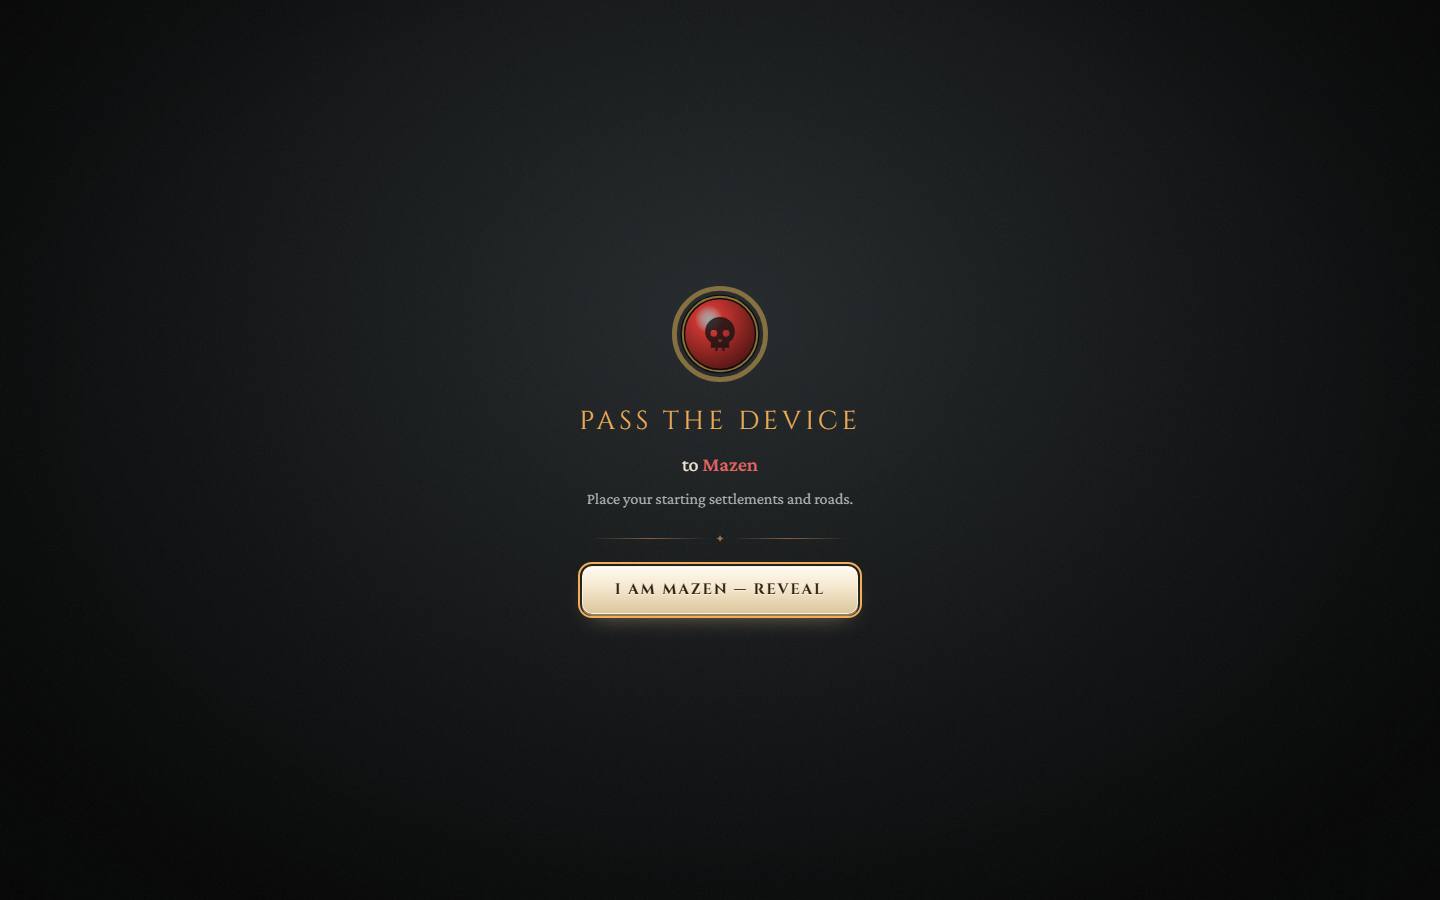 PASS THE DEVICE
to Mazen
Place your starting settlements and roads.
I AM MAZEN — REVEAL